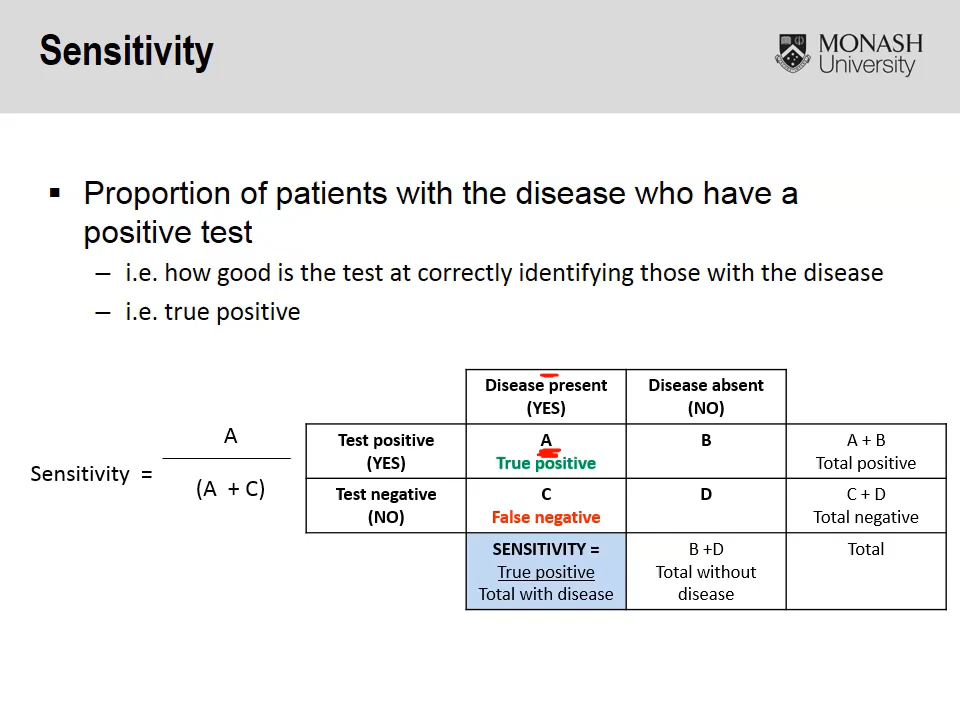 Sensitivity
MONASH
University
▪ Proportion of patients with the disease who have a
positive test
– i.e. how good is the test at correctly identifying those with the disease
– i.e. true positive
Sensitivity =
A
(A + C)
Disease present
(YES)
Disease absent
(NO)
Test positive
(YES)
A
True positive
B
A + B
Total positive
Test negative
(NO)
C
False negative
D
C + D
Total negative
SENSITIVITY =
True positive
Total with disease
B +D
Total without
disease
Total